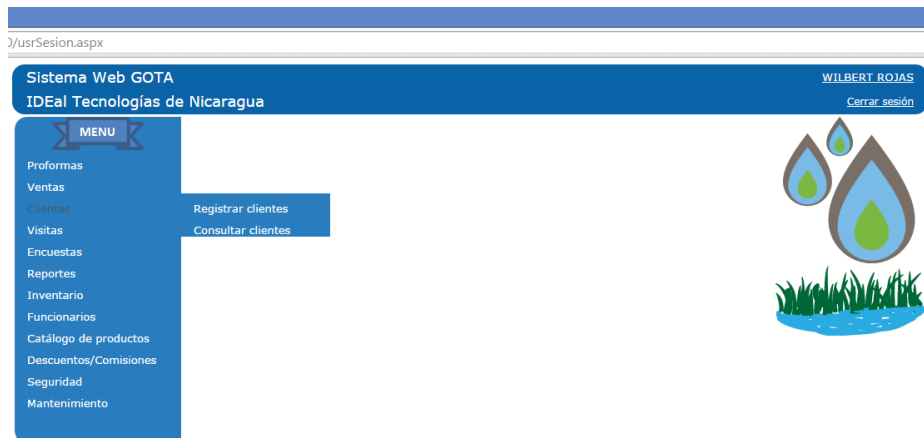 0/usrSesion.aspx
Sistema Web GOTA
WILBERT ROJAS
IDEal Tecnologías de Nicaragua
Cerrar sesión
MENU
Proformas
Ventas
Clientes
Registrar clientes
Visitas
Consultar clientes
Encuestas
Reportes
Inventario
Funcionarios
Catálogo de productos
Descuentos/Comisiones
Seguridad
Mantenimiento